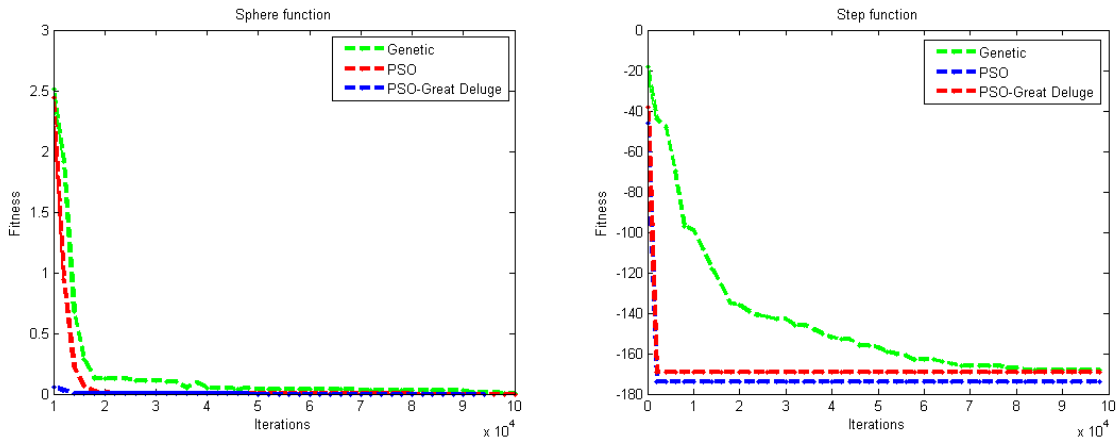 Sphere function
3
2.5
2
1.5
1
0.5
0
Fitness
Genetic
PSO
PSO-Great Deluge
1 2 3 4 5 6 7 8 9 10
Iterations
x 10^4
Step function
0
-20
-40
-60
-80
-100
-120
-140
-160
-180
Fitness
Genetic
PSO
PSO-Great Deluge
0 1 2 3 4 5 6 7 8 9 10
Iterations
x 10^4